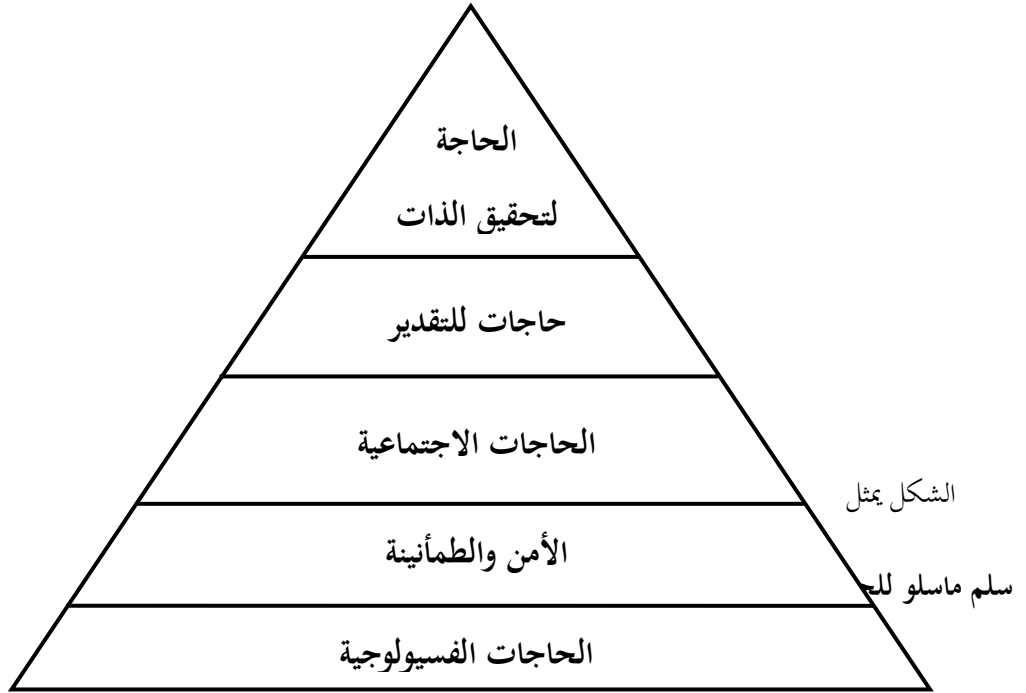 الحاجة
لتحقيق الذات
حاجات للتقدير
الحاجات الاجتماعية
الشكل يمثل
الأمن والطمأنينة
سلم ماسلو
الحاجات الفسيولوجية